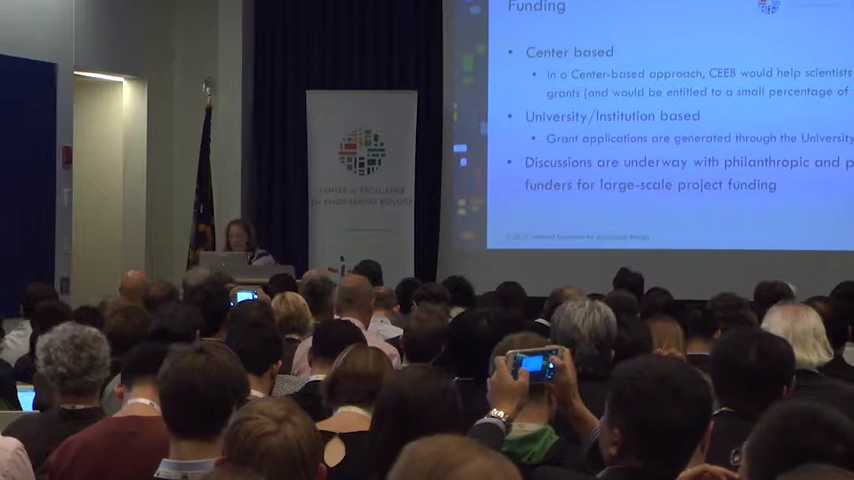 Funding
• Center based
• In a Center-based approach, CEEB would help scientists
grants (and would be entitled to a small percentage of
• University/Institution based
• Grant applications are generated through the University
• Discussions are underway with philanthropic and p
funders for large-scale project funding
CENTER of EXCELLENCE
for ENGINEERING BIOLOGY